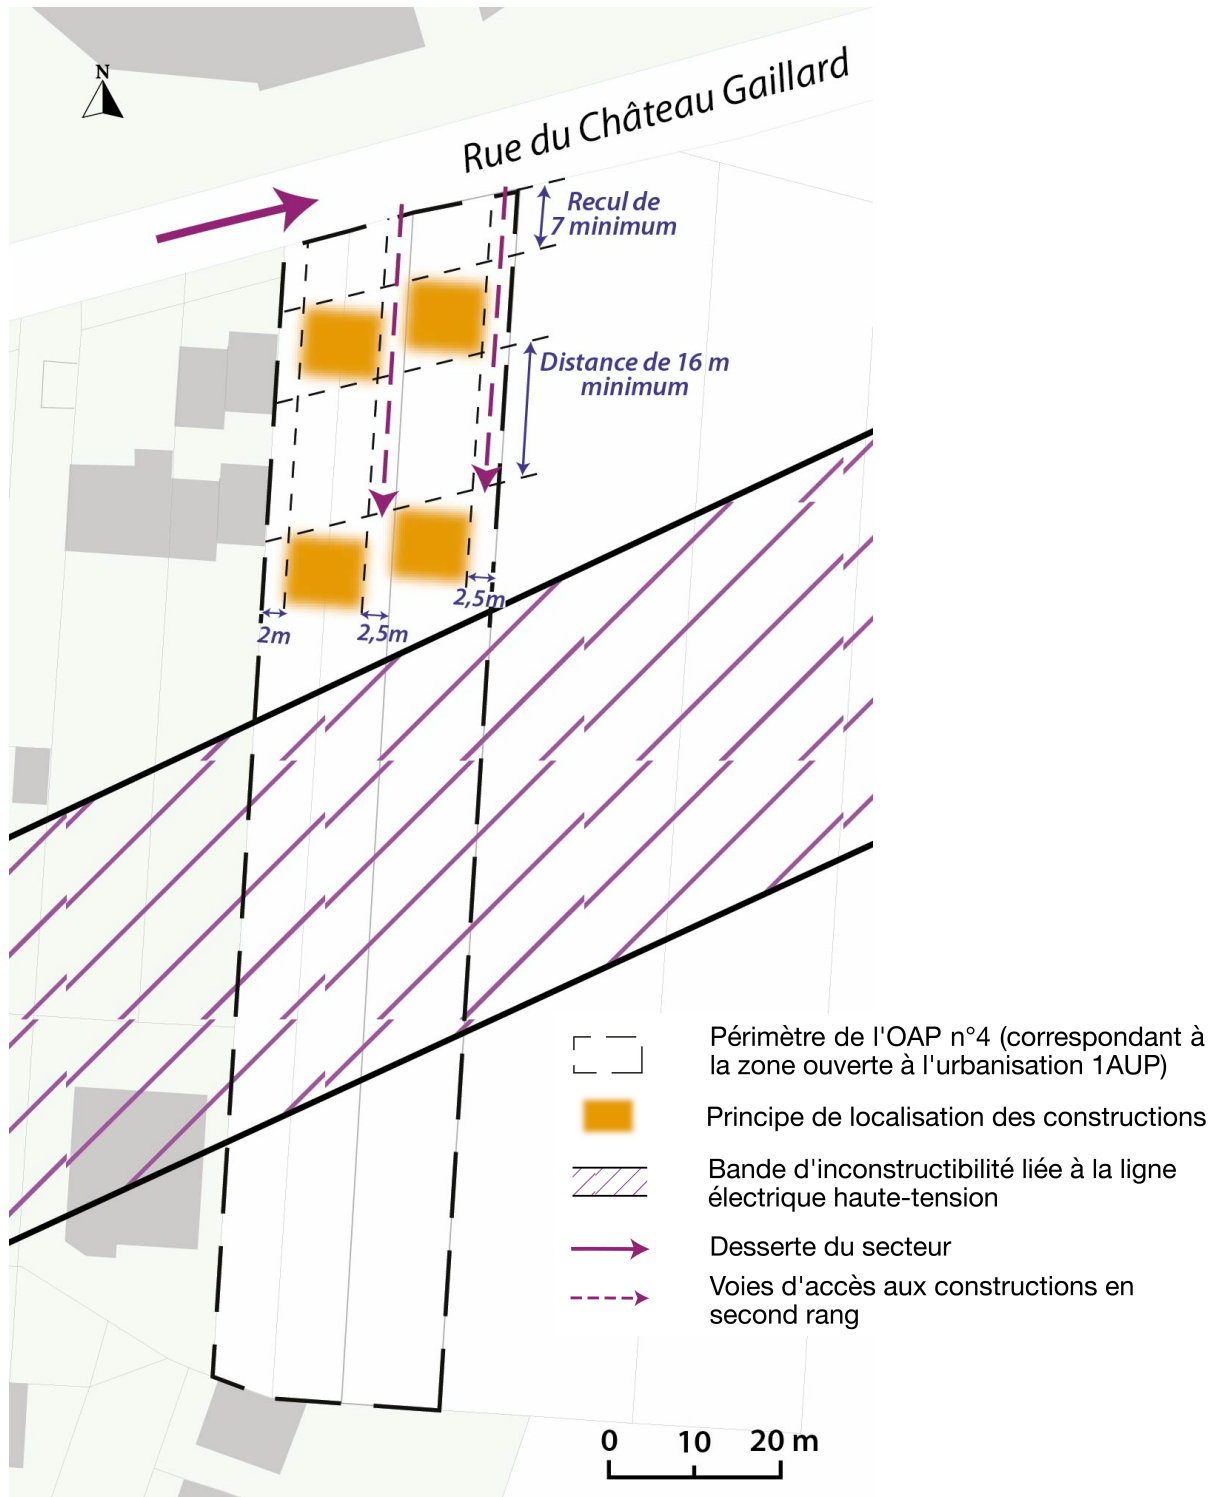 N
Rue du Château Gaillard
Recul de
7 minimum
Distance de 16 m
minimum
2,5m
2m
2,5m
Périmètre de l'OAP n°4 (correspondant à
la zone ouverte à l'urbanisation 1AUP)
Principe de localisation des constructions
Bande d'inconstructibilité liée à la ligne
électrique haute-tension
Desserte du secteur
Voies d'accès aux constructions en
second rang
0 10 20 m